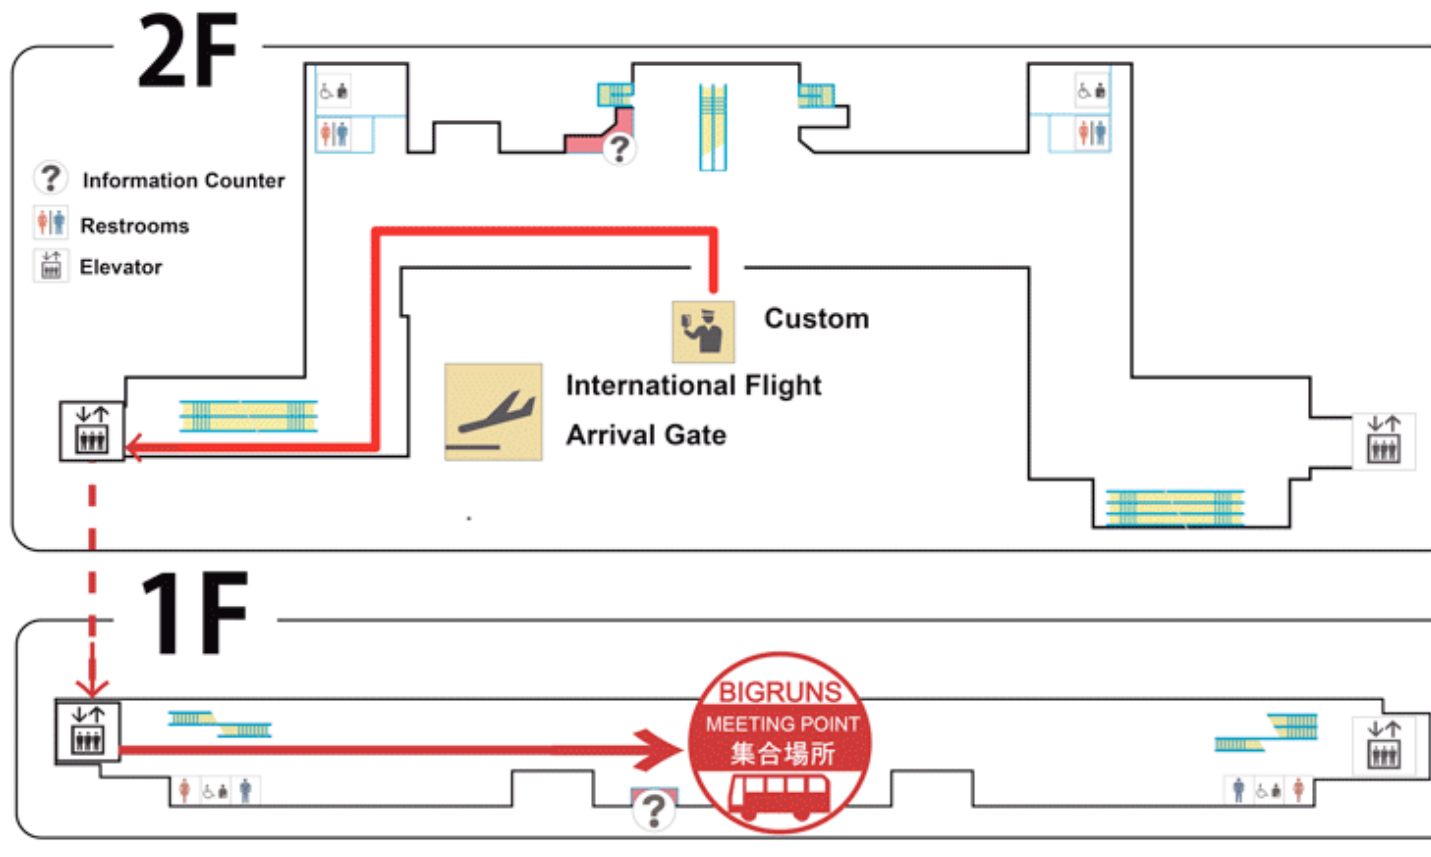 2F
Information Counter
Restrooms
Elevator
Custom
International Flight
Arrival Gate
1F
BIGRUNS
MEETING POINT
集合場所